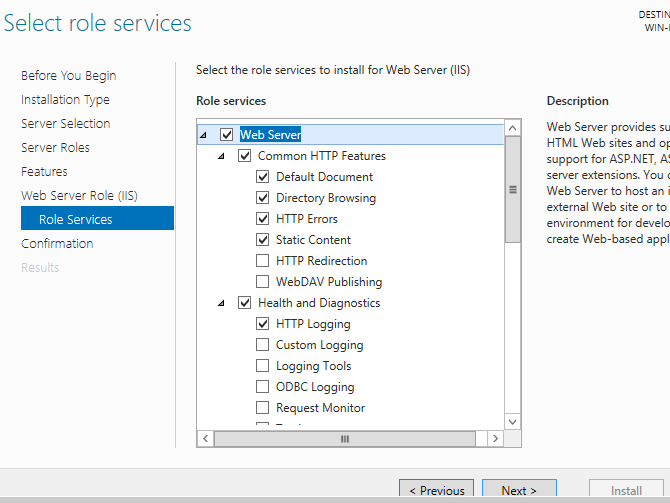 Select role services
DESTIN
WIN-
Before You Begin
Installation Type
Server Selection
Server Roles
Features
Web Server Role (IIS)
Role Services
Confirmation
Results
Select the role services to install for Web Server (IIS)
Role services
Web Server
Common HTTP Features
Default Document
Directory Browsing
HTTP Errors
Static Content
HTTP Redirection
WebDAV Publishing
Health and Diagnostics
HTTP Logging
Custom Logging
Logging Tools
ODBC Logging
Request Monitor
Description
Web Server provides su
HTML Web sites and op
support for ASP.NET, AS
server extensions. You c
Web Server to host an i
external Web site or to
environment for develo
create Web-based appl
< Previous
Next >
Install